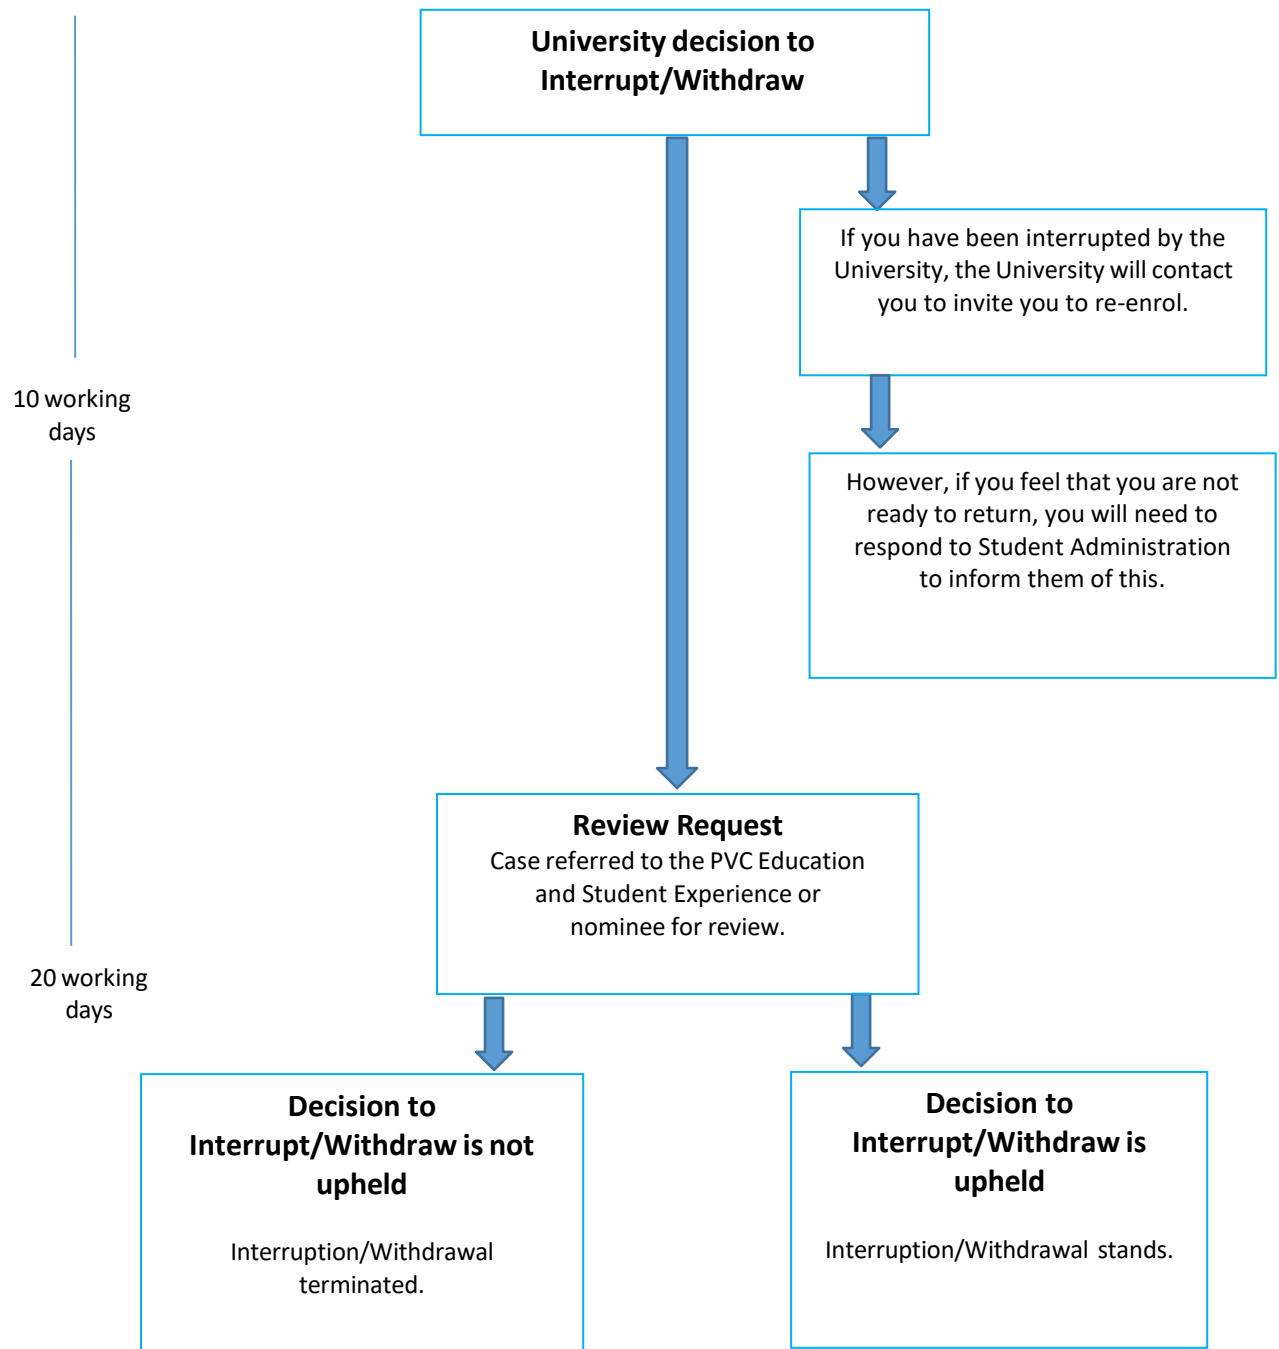 University decision to
Interrupt/Withdraw
If you have been interrupted by the
University, the University will contact
you to invite you to re-enrol.
10 working
days
However, if you feel that you are not
ready to return, you will need to
respond to Student Administration
to inform them of this.
Review Request
Case referred to the PVC Education
and Student Experience or
nominee for review.
20 working
days
Decision to
Interrupt/Withdraw is not
upheld
Interruption/Withdrawal
terminated.
Decision to
Interrupt/Withdraw is
upheld
Interruption/Withdrawal stands.